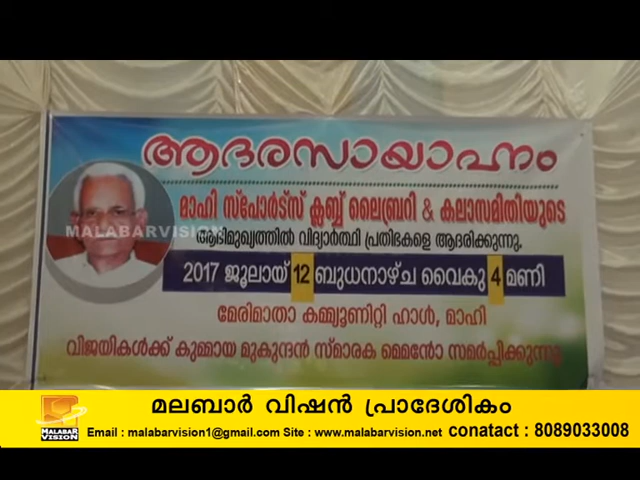 ആദരസായാഹ്നം
മാഹി സ്പോർട്സ് ക്ലബ്ബ് ലൈബ്രറി & കലാസമിതിയുടെ
MALABARVISION
ആഭിമുഖ്യത്തിൽ വിദ്യാർത്ഥി പ്രതിഭകളെ ആദരിക്കുന്നു.
2017 ജൂലായ് 12 ബുധനാഴ്ച വൈകു 4 മണി
മേരിമാതാ കമ്മ്യൂണിറ്റി ഹാൾ, മാഹി
വിജയികൾക്ക് കുമ്മായ മുകുന്ദൻ സ്മാരക മൈമന്റോ സമർപ്പിക്കുന്നു
മലബാർ വിഷൻ പ്രാദേശികം
MALABAR VISION
Email : malabarvision1@gmail.com Site : www.malabarvision.net conatact : 8089033008